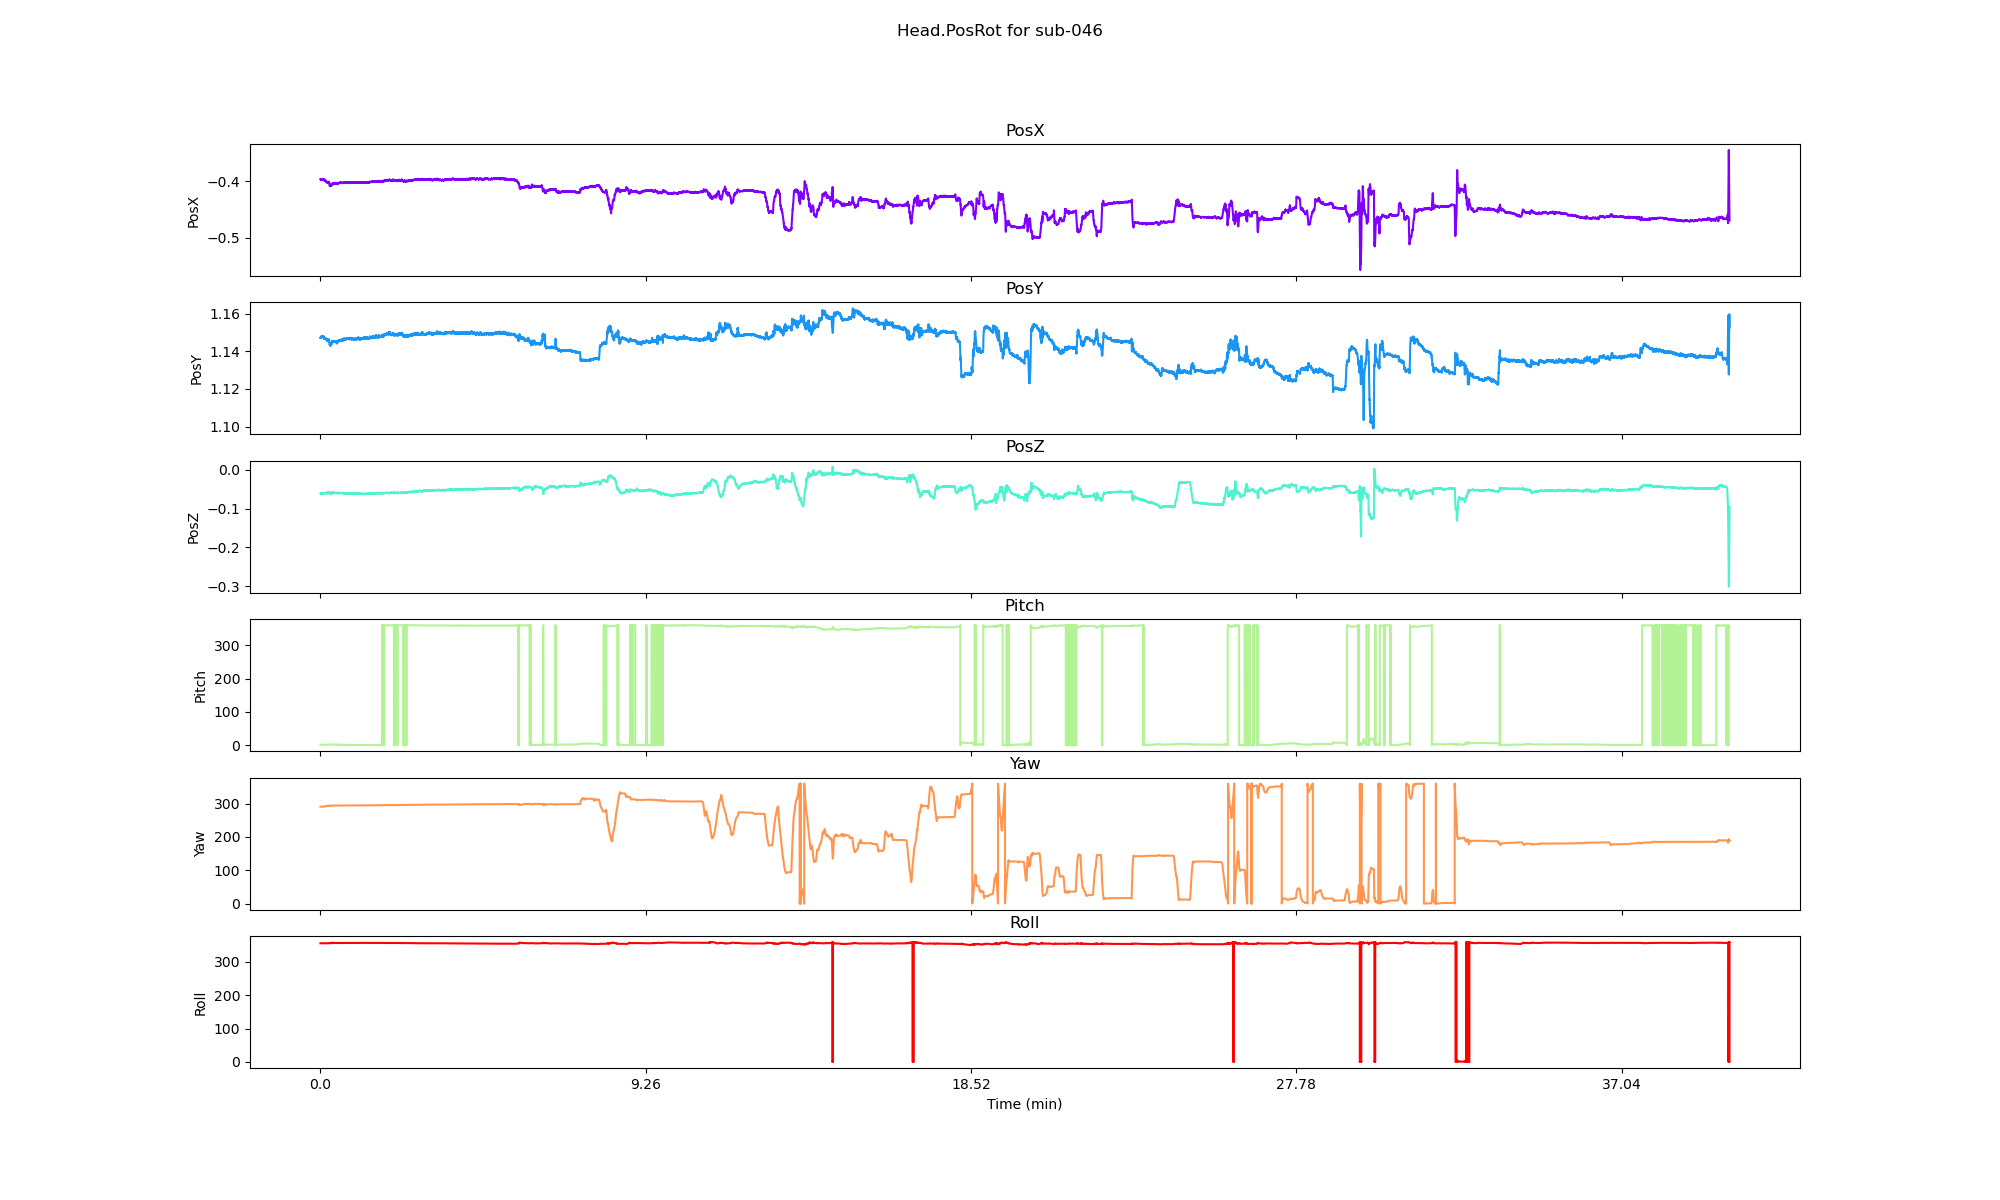 Head.PosRot for sub-046
PosX
PosX
−0.4
−0.5
PosY
PosY
1.16
1.14
1.12
1.10
PosZ
PosZ
0.0
−0.1
−0.2
−0.3
Pitch
Pitch
300
200
100
0
Yaw
Yaw
300
200
100
0
Roll
Roll
300
200
100
0
0.0 9.26 18.52 27.78 37.04
Time (min)